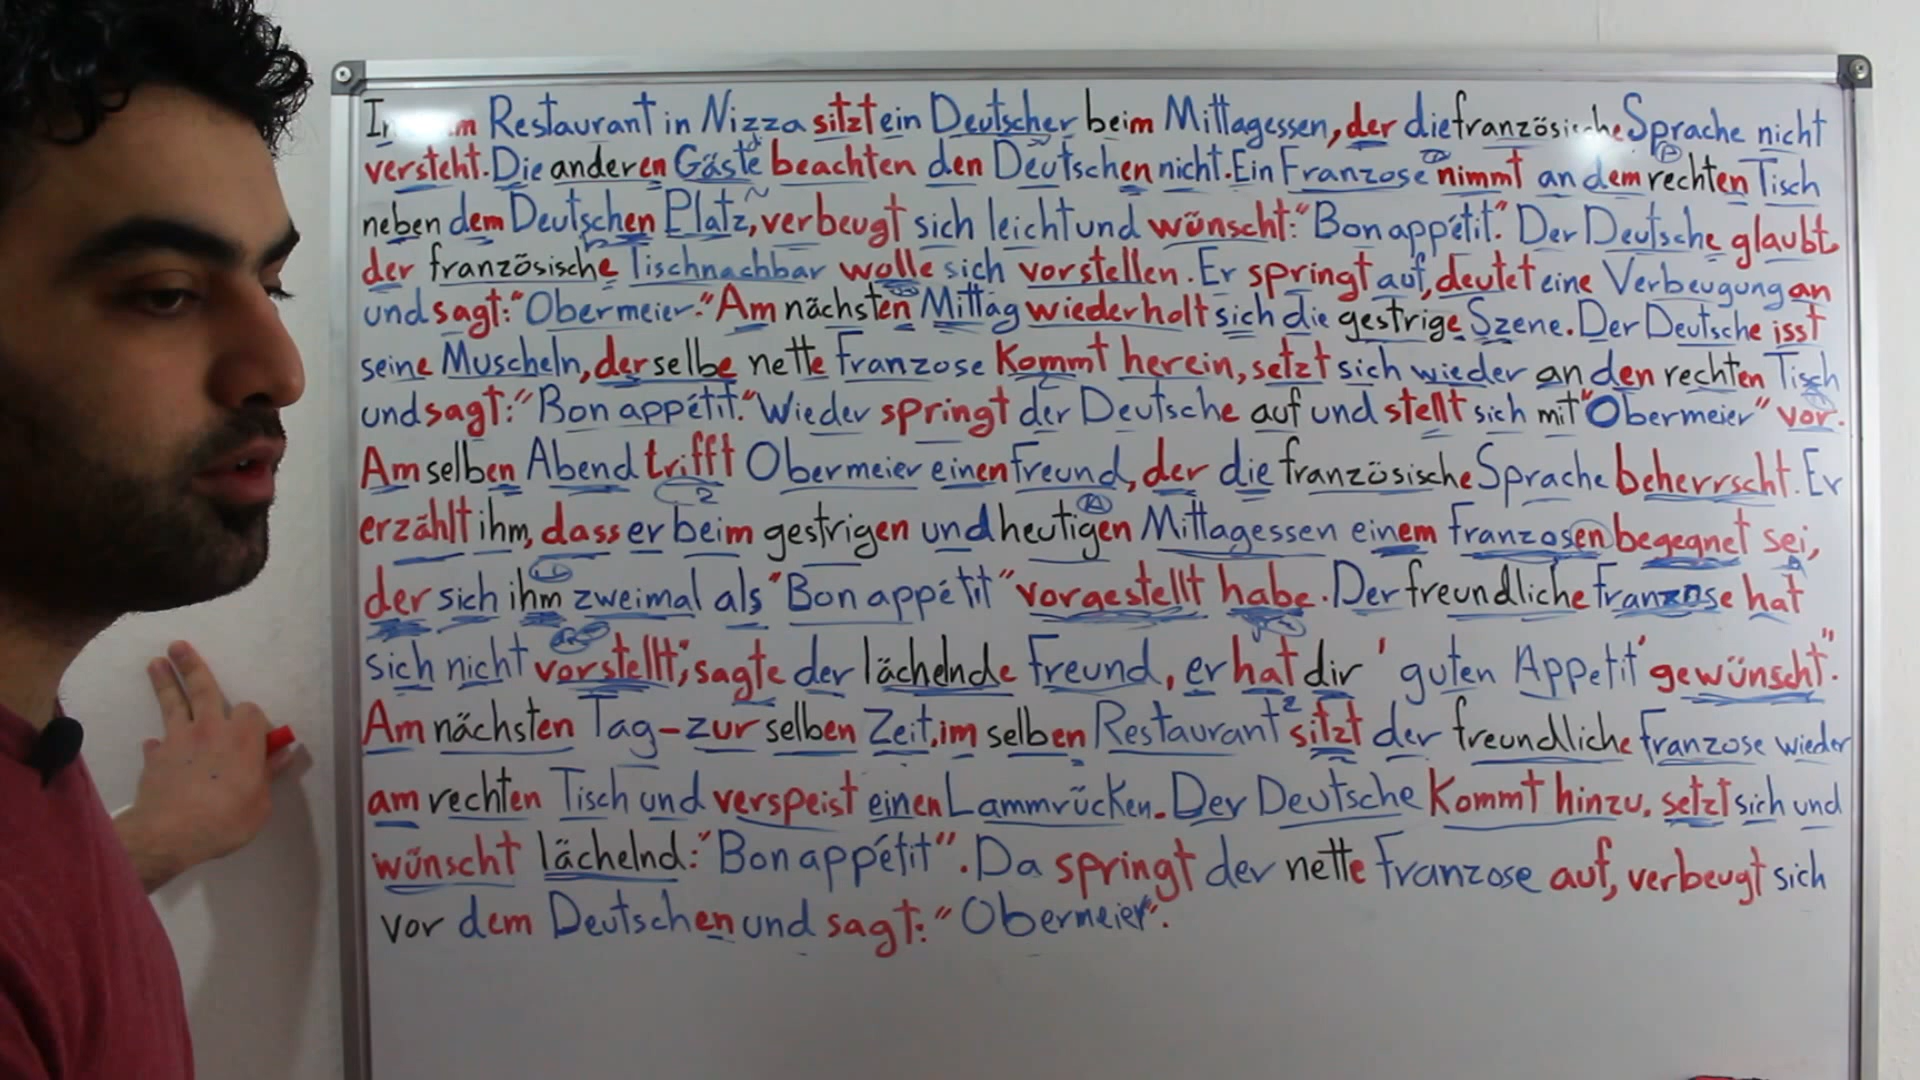 In Restaurant in Nizza sitzt ein Deutscher beim Mittagessen, der die französische Sprache nicht
versteht. Die anderen Gäste beachten den Deutschen nicht. Ein Franzose nimmt an dem rechten Tisch
neben dem Deutschen Platz, verbeugt sich leicht und wünscht: "Bon appétit." Der Deutsche glaubt,
der französische Tischnachbar wolle sich vorstellen. Er springt auf, deutet eine Verbeugung an
und sagt: "Obermeier." Am nächsten Mittag wiederholt sich die gestrige Szene. Der Deutsche isst
seine Muscheln, derselbe nette Franzose kommt herein, setzt sich wieder an den rechten Tisch
und sagt: "Bon appétit." Wieder springt der Deutsche auf und stellt sich mit "Obermeier" vor.
Am selben Abend trifft Obermeier einen Freund, der die französische Sprache beherrscht. Er
erzählt ihm, dass er beim gestrigen und heutigen Mittagessen einem Franzosen begegnet sei,
der sich ihm zweimal als "Bon appétit" vorgestellt habe. Der freundliche Franzose hat
sich nicht vorstellt", sagte der lächelnde Freund, er hat dir 'guten Appetit' gewünscht".
Am nächsten Tag-zur selben Zeit, im selben Restaurant sitzt der freundliche Franzose wieder
am rechten Tisch und verspeist einen Lammrücken. Der Deutsche kommt hinzu, setzt sich und
wünscht lächelnd: "Bon appétit". Da springt der nette Franzose auf, verbeugt sich
vor dem Deutschen und sagt: "Obermeier".